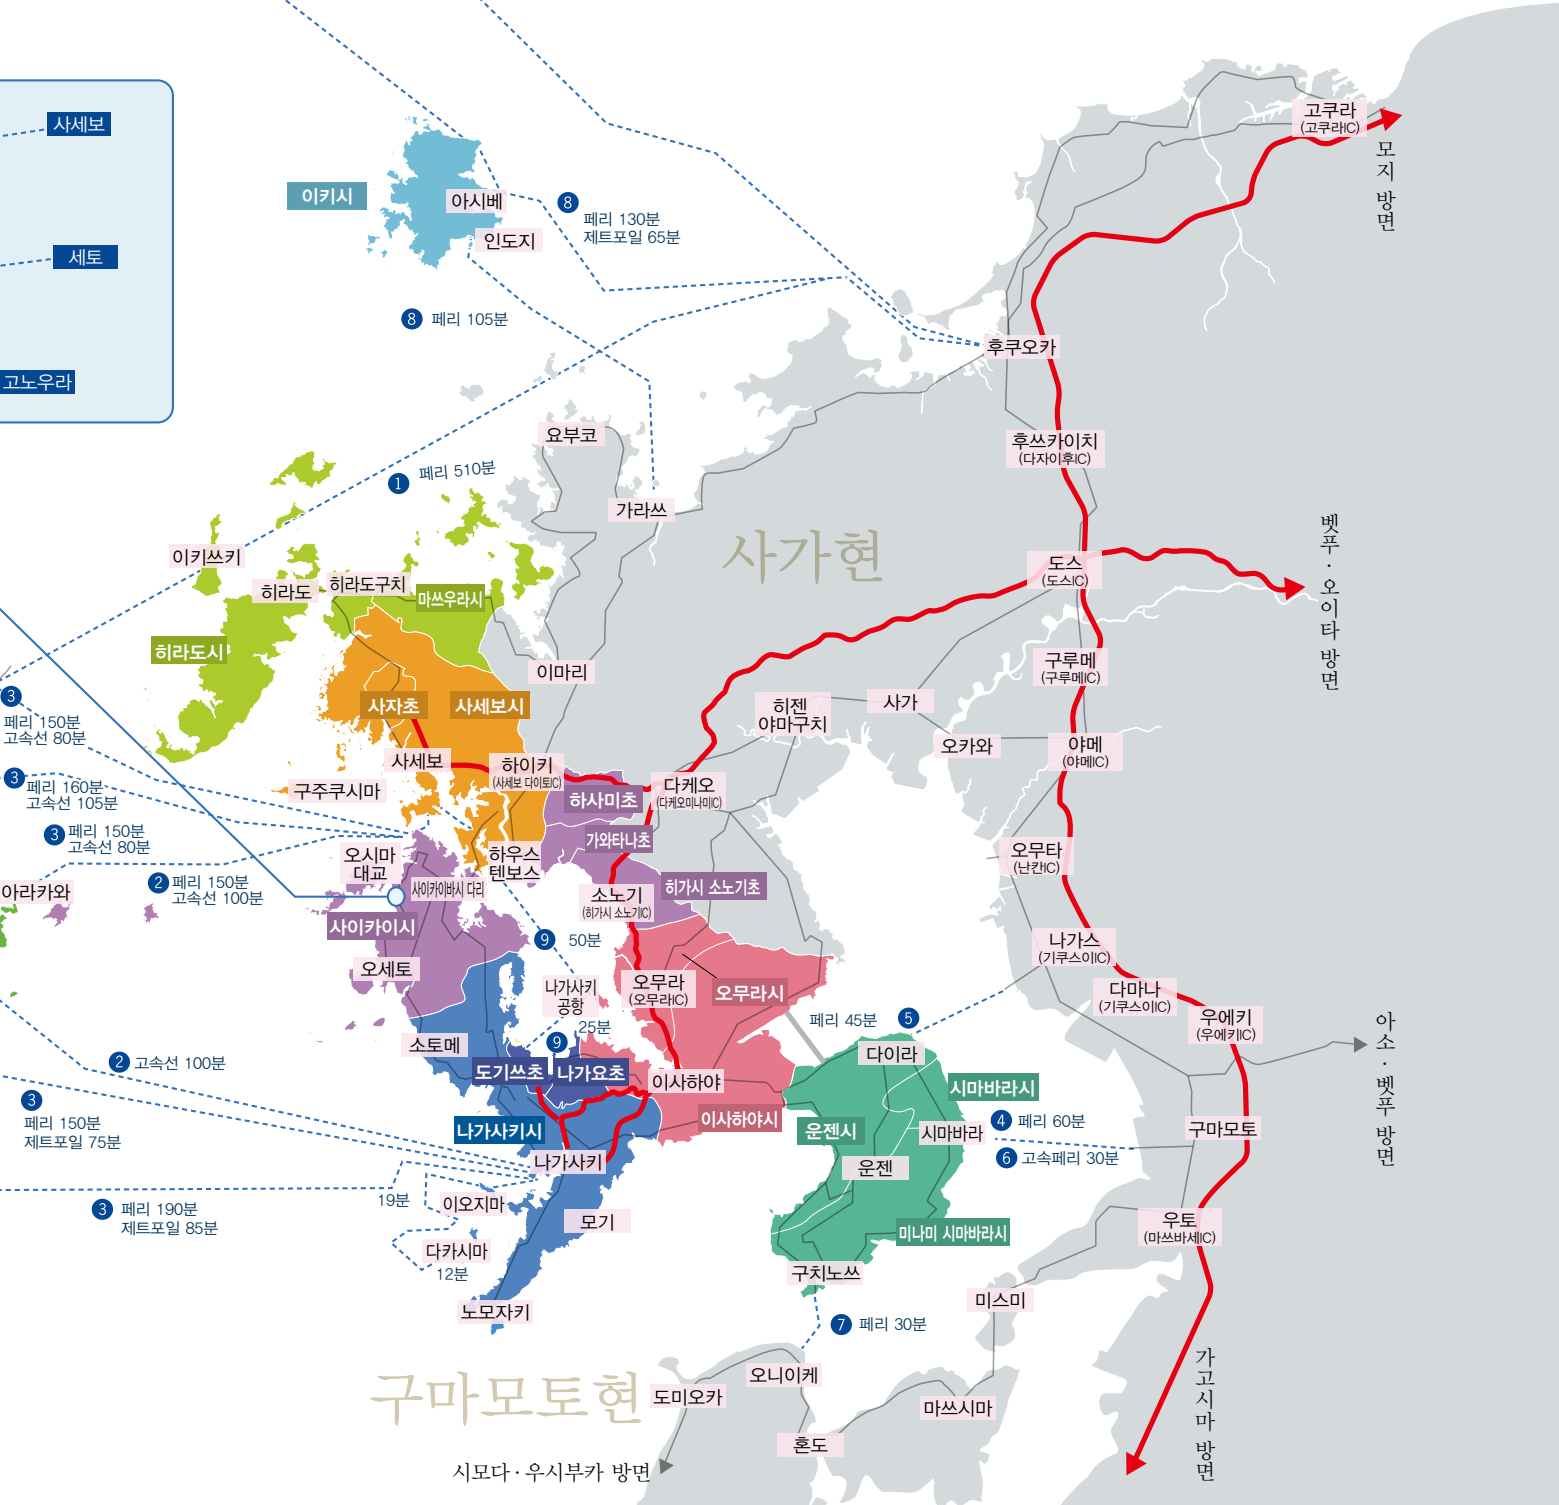 사세보
세토
고노우라
이키시
아시베
인도지
8
페리 130분
제트포일 65분
8 페리 105분
고쿠라
(고쿠라IC)
모지 방면
후쿠오카
후쓰카이치
(다자이후IC)
요부코
가라쓰
1 페리 510분
사가현
벳푸·오이타 방면
도스
(도스IC)
이키쓰키
히라도
히라도구치
마쓰우라시
히라도시
이마리
구루메
(구루메IC)
히젠
야마구치
사가
오카와
야메
(야메IC)
3
페리 150분
고속선 80분
사자초
사세보시
사세보
하이키
(사세보 다이토IC)
구주쿠시마
3 페리 160분
고속선 105분
하사미초
다케오
(다케오미나미IC)
3 페리 150분
고속선 80분
가와타나초
오시마
대교
하우스
텐보스
오무타
(난칸IC)
아라카와
2 페리 150분
고속선 100분
사이카이바시 다리
소노기
(히가시 소노기IC)
히가시 소노기초
사이카이시
9 50분
나가스
(기쿠스이IC)
오세토
나가사키
공항
오무라
(오무라IC)
오무라시
다마나
(기쿠스이IC)
우에키
(우에키IC)
25분
9
페리 45분 5
아소·벳푸 방면
소토메
2 고속선 100분
도기쓰초
나가요초
이사하야
다이라
시마바라시
3
페리 150분
제트포일 75분
나가사키시
이사하야시
운젠시
시마바라
4 페리 60분
구마모토
6 고속페리 30분
나가사키
운젠
19분
이오지마
3 페리 190분
제트포일 85분
모기
미나미 시마바라시
우토
(마쓰바세IC)
다카시마
12분
구치노쓰
노모자키
미스미
7 페리 30분
가고시마 방면
구마모토현
도미오카
오니이케
마쓰시마
혼도
시모다·우시부카 방면